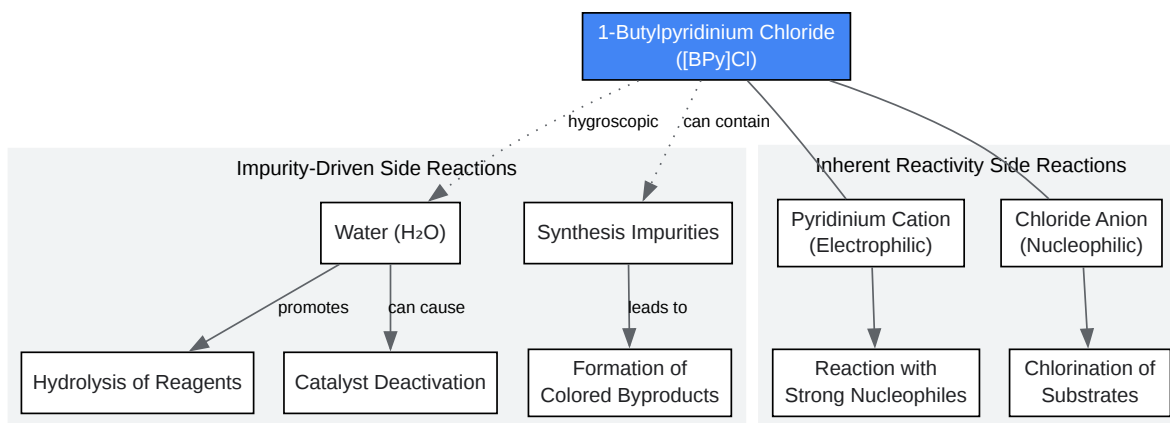 1-Butylpyridinium Chloride
([BPy]Cl)
hygroscopic
can contain
Impurity-Driven Side Reactions
Inherent Reactivity Side Reactions
Water (H₂O)
Synthesis Impurities
Pyridinium Cation
(Electrophilic)
Chloride Anion
(Nucleophilic)
promotes
can cause
leads to
Hydrolysis of Reagents
Catalyst Deactivation
Formation of
Colored Byproducts
Reaction with
Strong Nucleophiles
Chlorination of
Substrates